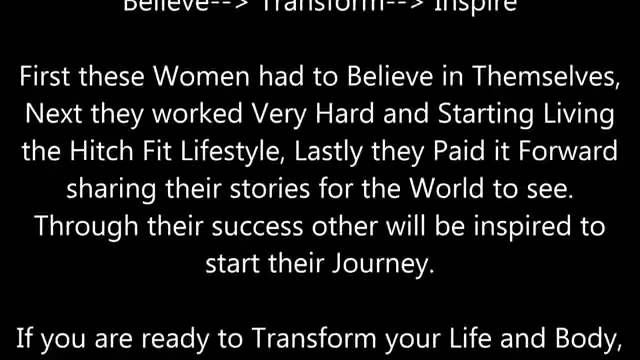 Believe--> Transform--> Inspire
First these Women had to Believe in Themselves,
Next they worked Very Hard and Starting Living
the Hitch Fit Lifestyle, Lastly they Paid it Forward
sharing their stories for the World to see.
Through their success other will be inspired to
start their Journey.
If you are ready to Transform your Life and Body,